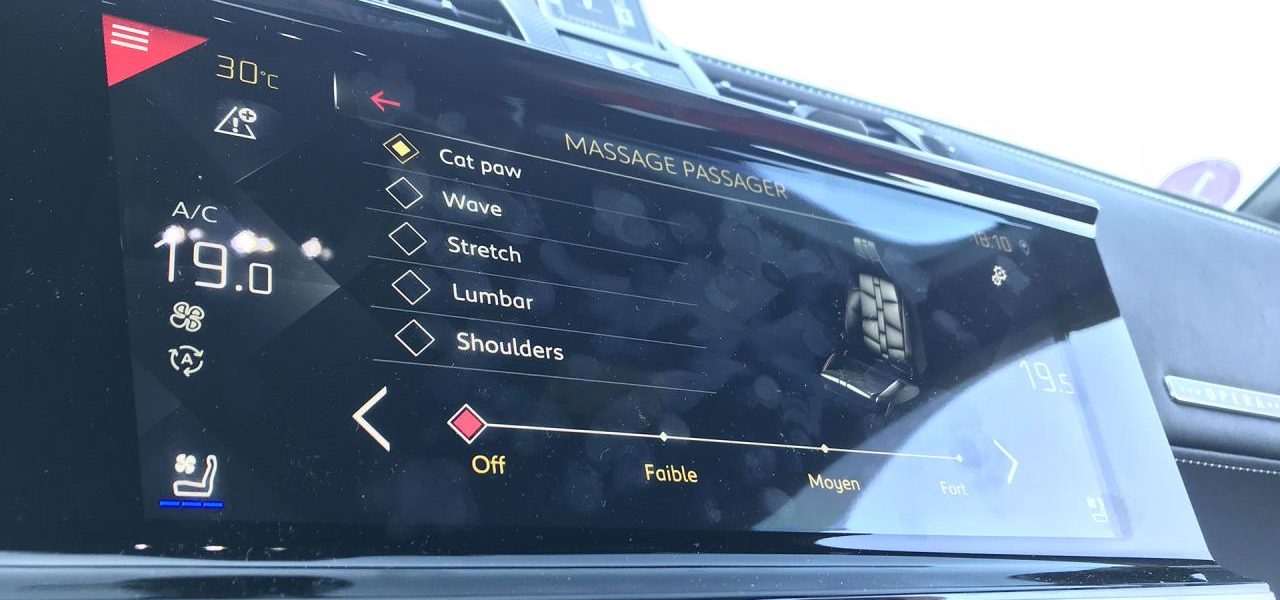 30°C
MASSAGE PASSAGER
18:10
A/C
19.0
A
Cat paw
Wave
Stretch
Lumbar
Shoulders
19.5
Off
Faible
Moyen
Fort
OPERA